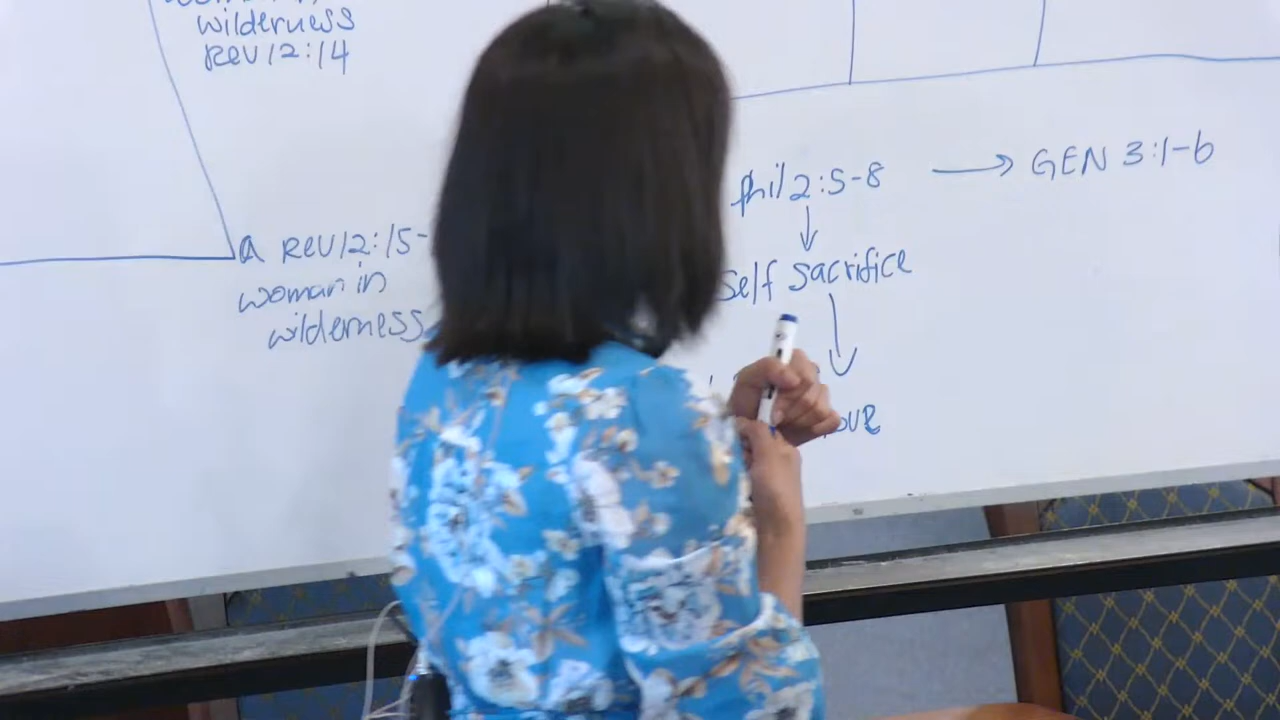 wilderness
Rev 12:14
a Rev 12:15-
woman in
wilderness
phil 2:5-8 → GEN 3:1-6
↓
self sacrifice
↓